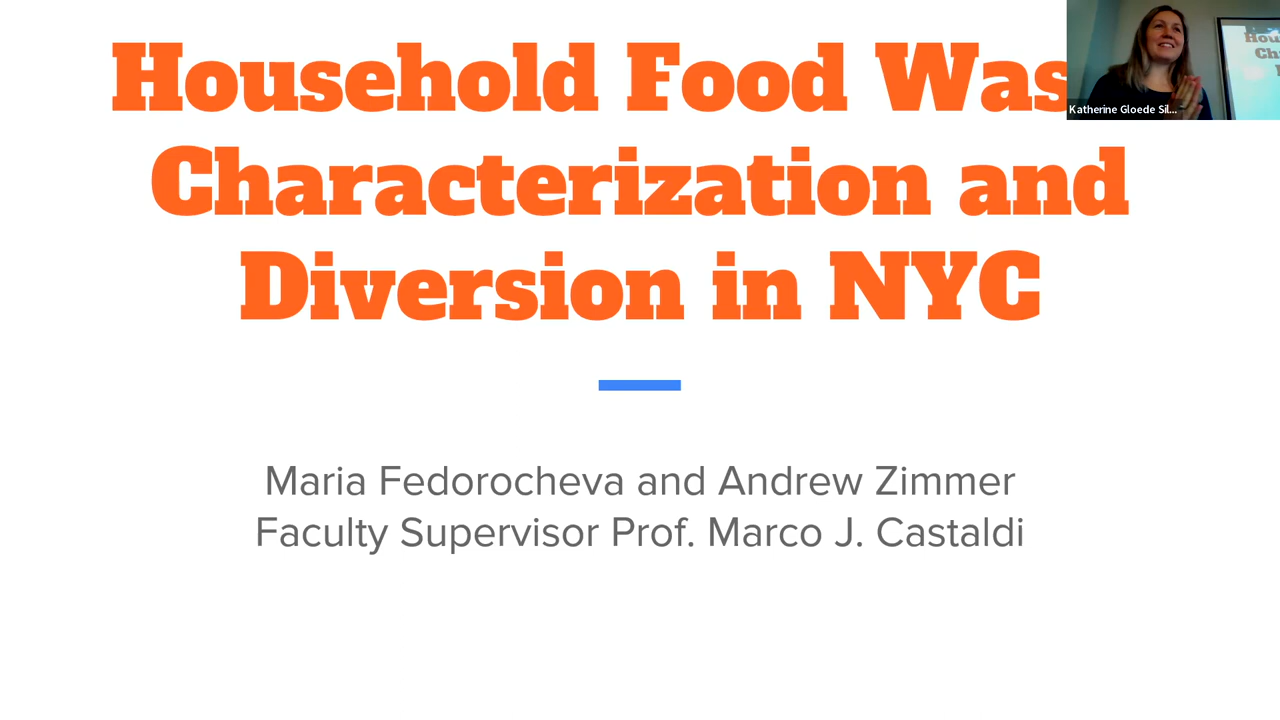 Household Food Was
Characterization and
Diversion in NYC
Maria Fedorocheva and Andrew Zimmer
Faculty Supervisor Prof. Marco J. Castaldi
Katherine Gloede Sil...